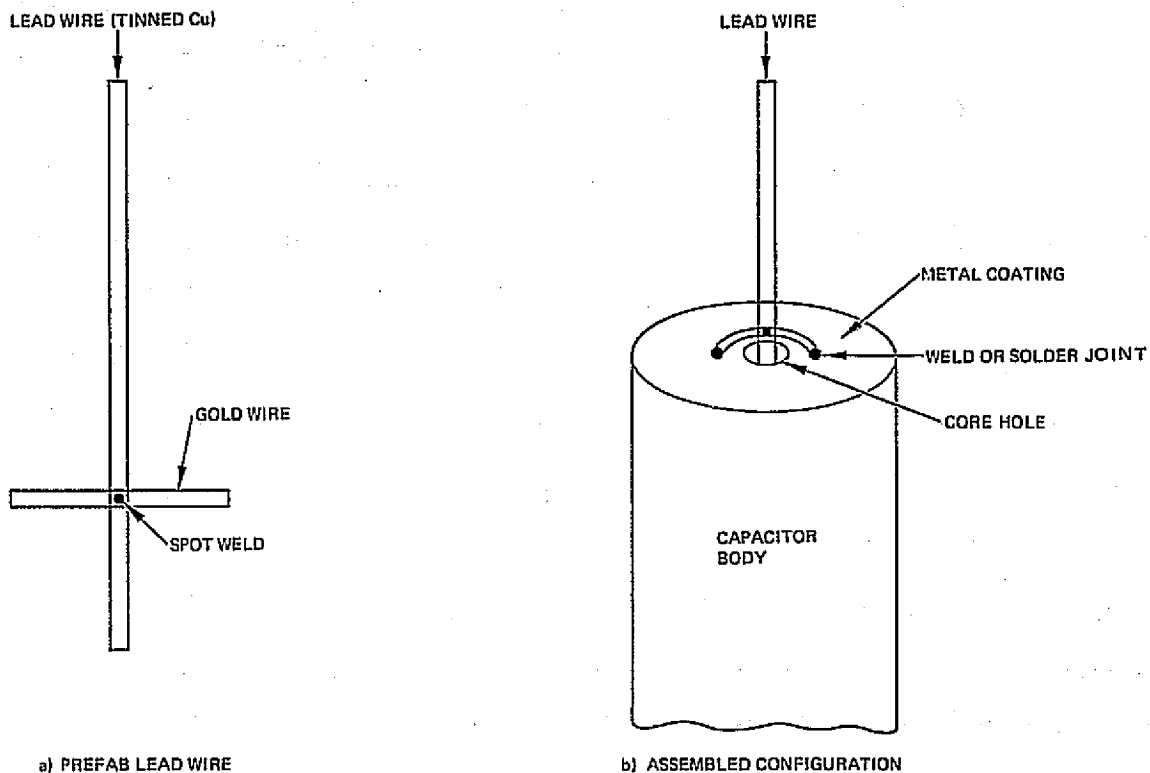 LEAD WIRE (TINNED Cu)
GOLD WIRE
SPOT WELD
a) PREFAB LEAD WIRE
LEAD WIRE
METAL COATING
WELD OR SOLDER JOINT
CORE HOLE
CAPACITOR
BODY
b) ASSEMBLED CONFIGURATION